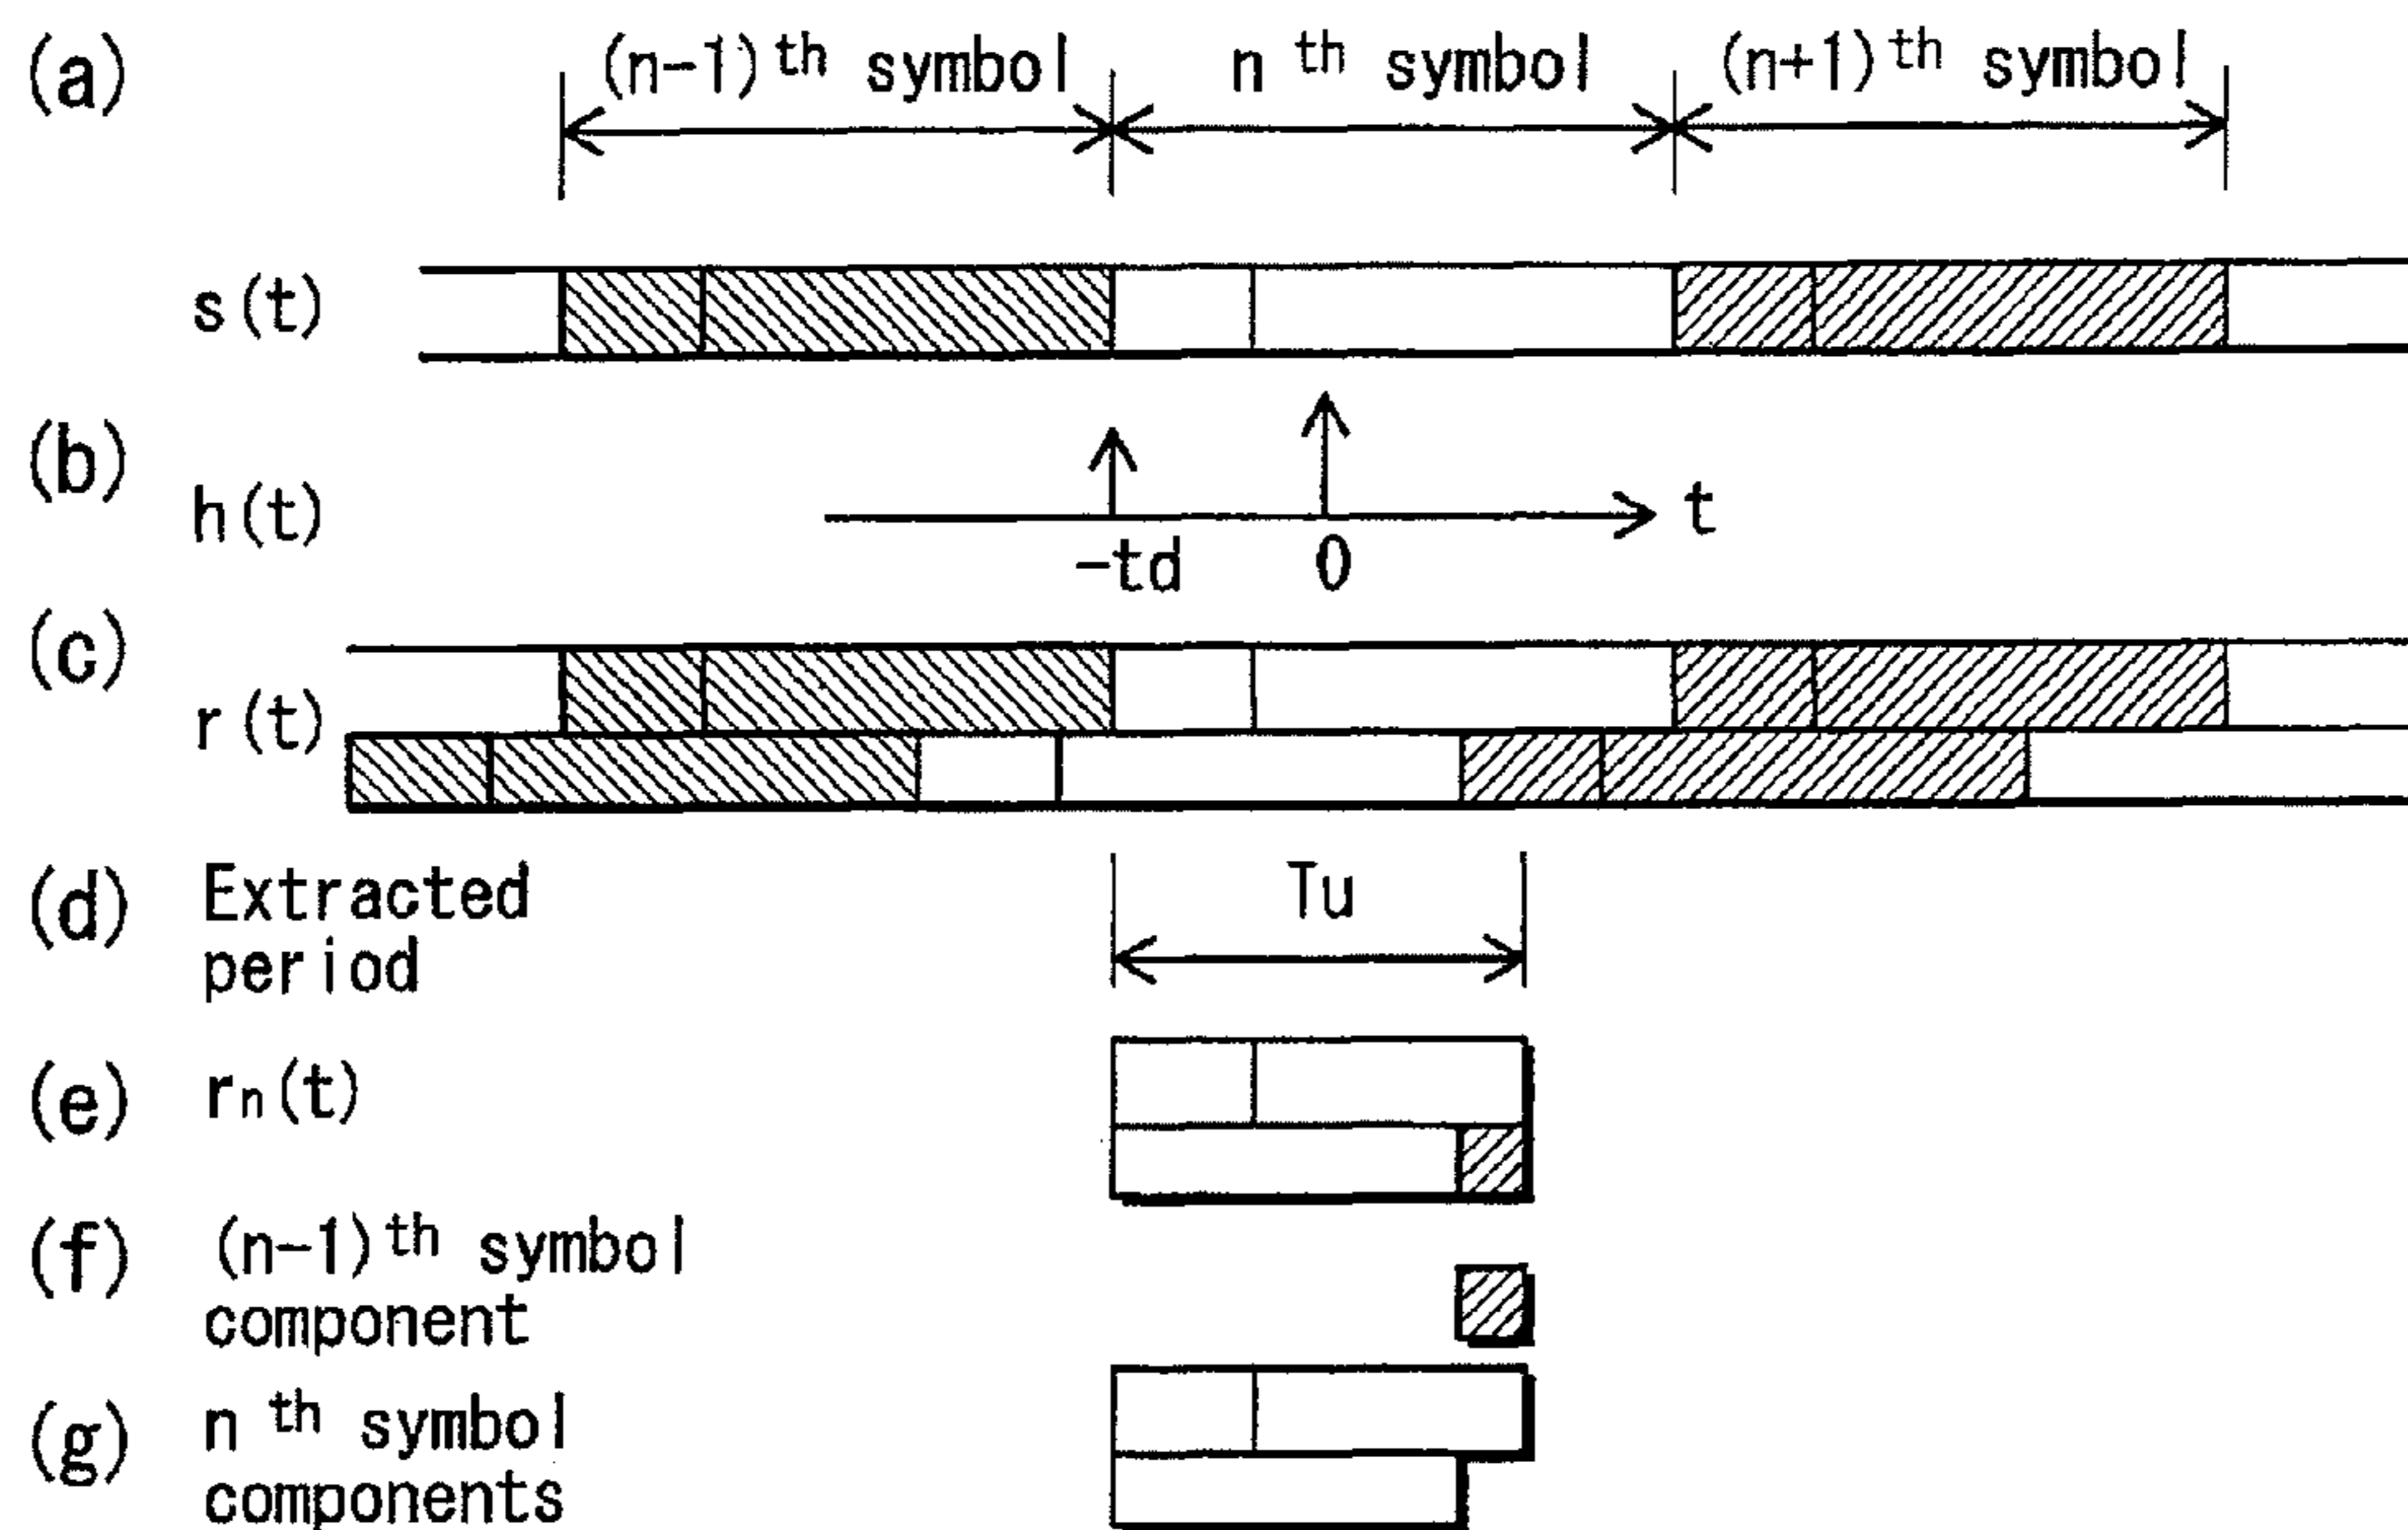 (a) (n-1)th symbol n th symbol (n+1)th symbol
s(t)
(b)
h(t) t
-td 0
(c)
r(t)
(d) Extracted period Tu
(e) rn(t)
(f) (n-1)th symbol
component
(g) n th symbol
components